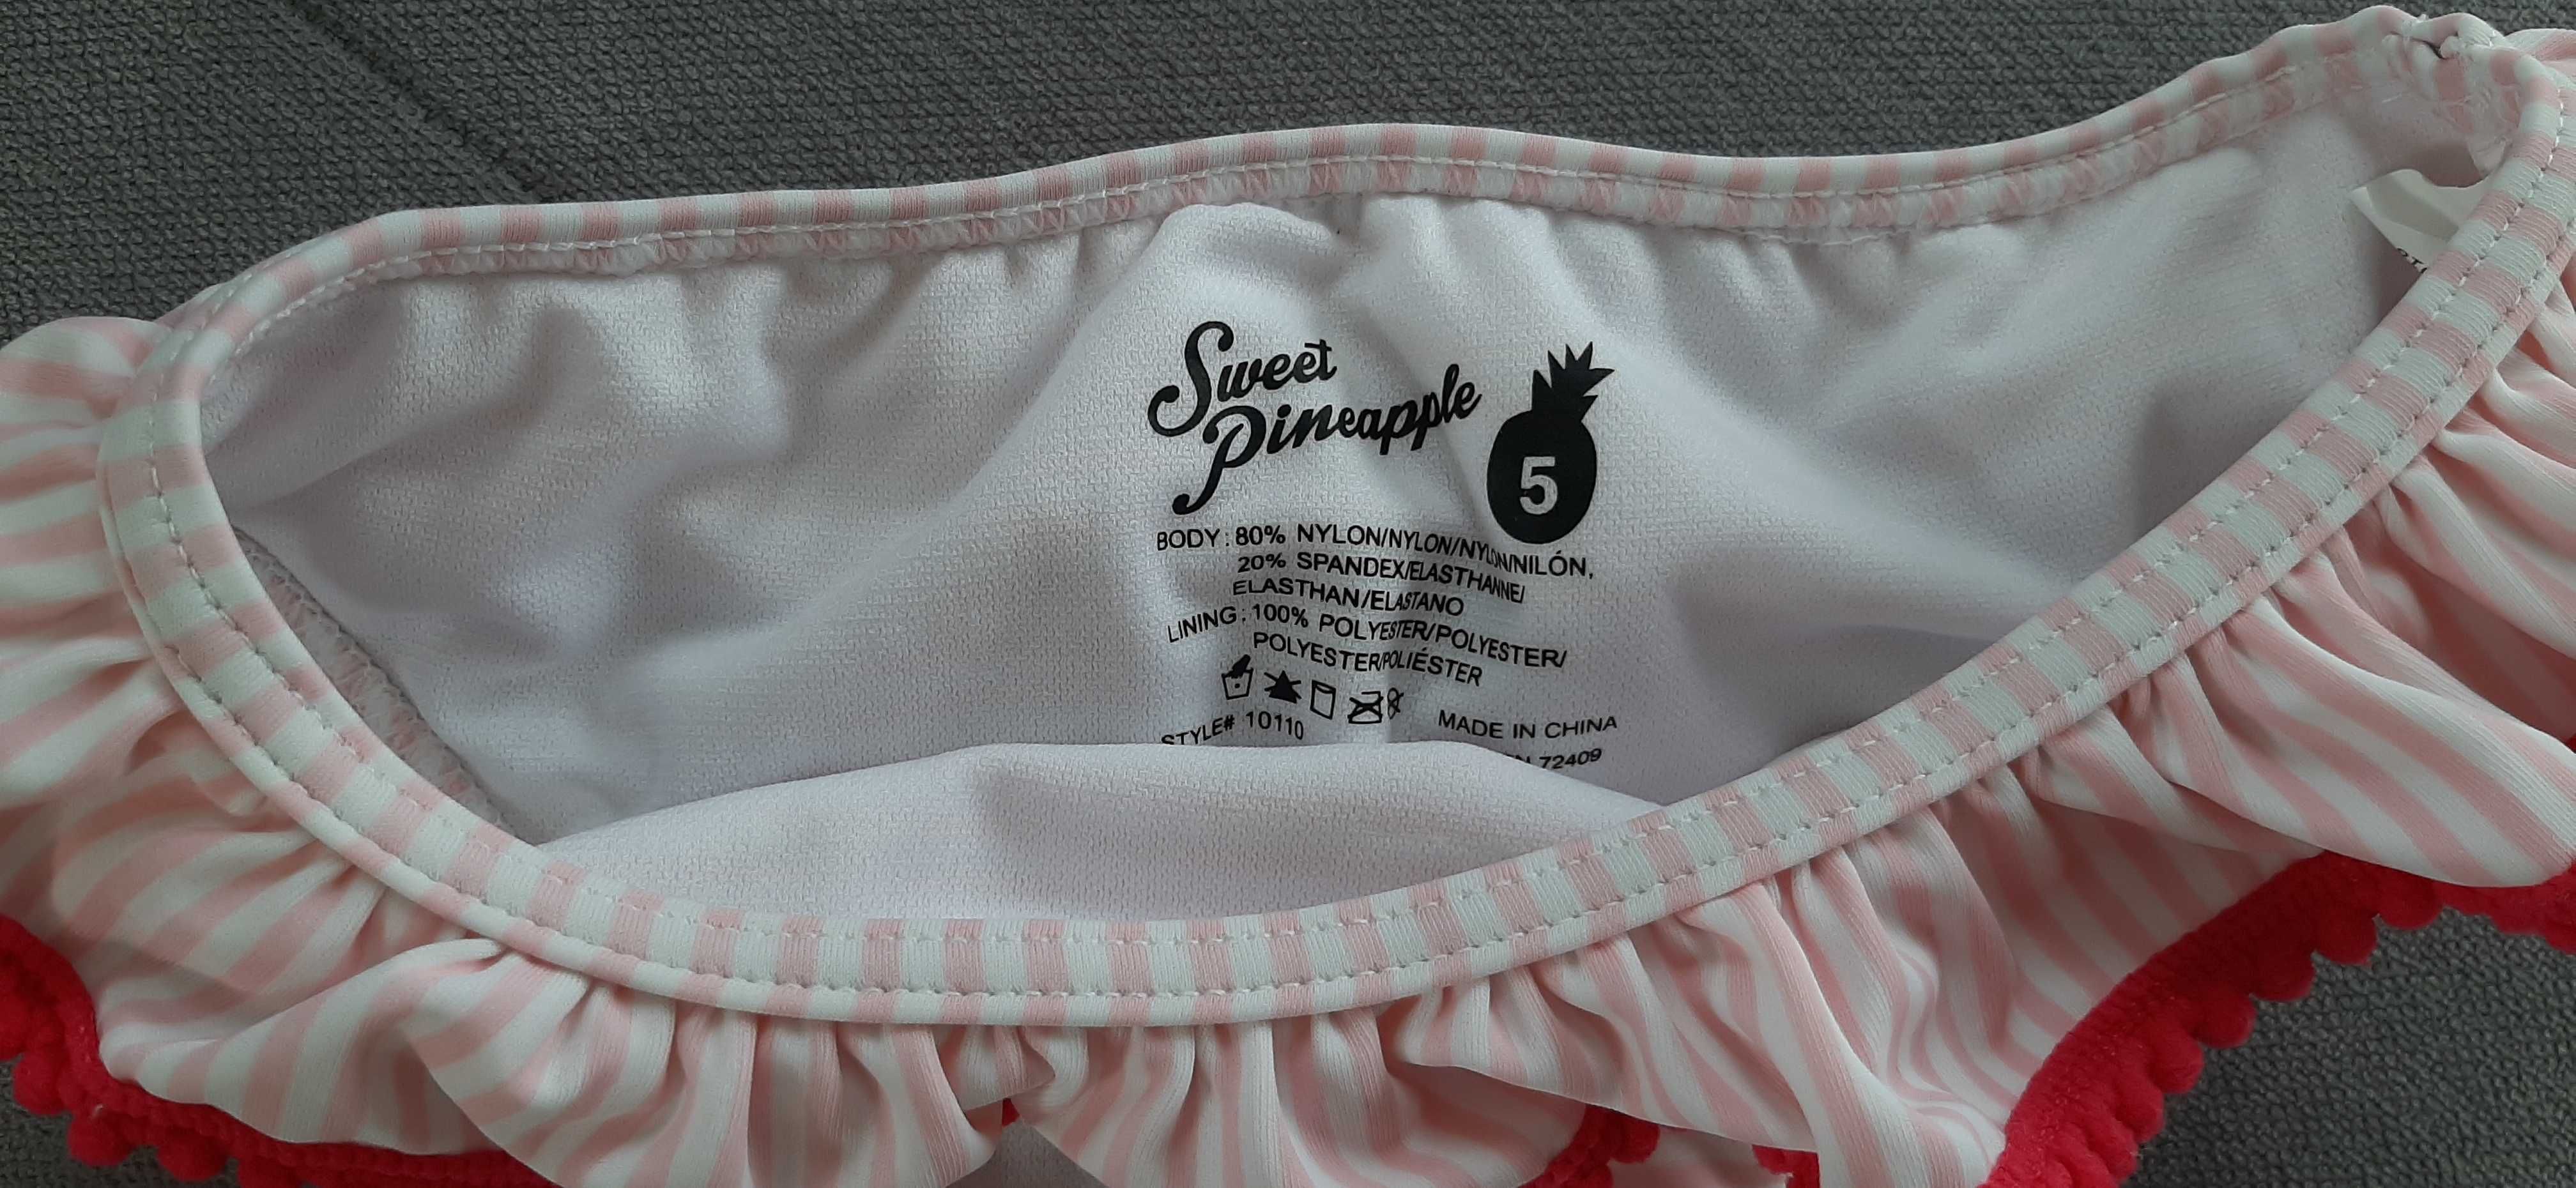 Sweet
Pineapple
5
BODY: 80% NYLON/NYLON/NYLON/NILÓN,
20% SPANDEX/ELASTHANNE/
ELASTHAN/ELASTANO
LINING: 100% POLYESTER/POLYESTER/
POLYESTER/POLIÉSTER
STYLE# 10110
MADE IN CHINA
72409